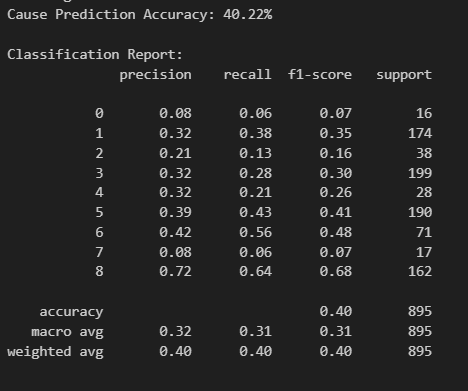 Cause Prediction Accuracy: 40.22%
Classification Report:
precision recall f1-score support
0 0.08 0.06 0.07 16
1 0.32 0.38 0.35 174
2 0.21 0.13 0.16 38
3 0.32 0.28 0.30 199
4 0.32 0.21 0.26 28
5 0.39 0.43 0.41 190
6 0.42 0.56 0.48 71
7 0.08 0.06 0.07 17
8 0.72 0.64 0.68 162
accuracy 0.40 895
macro avg 0.32 0.31 0.31 895
weighted avg 0.40 0.40 0.40 895